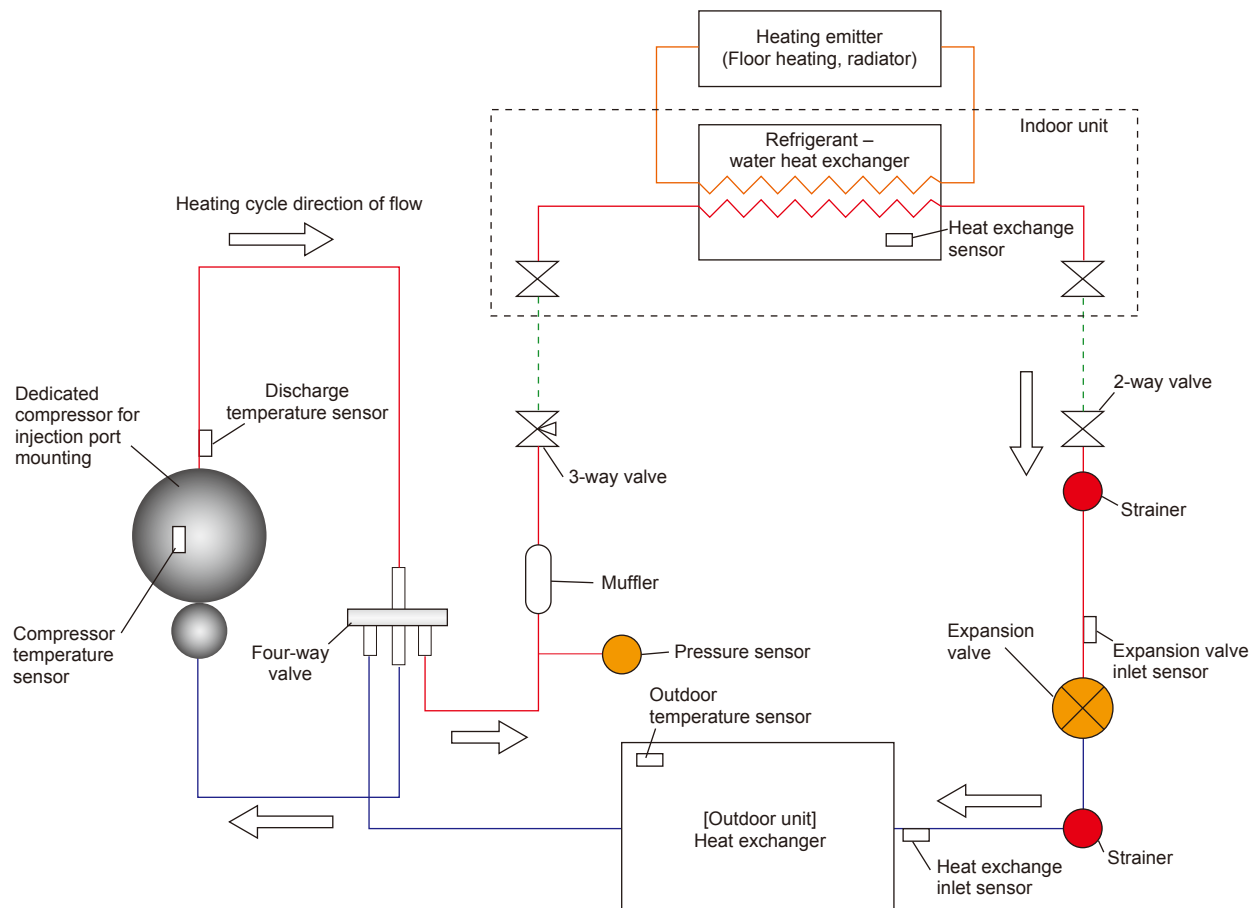 Heating emitter
(Floor heating, radiator)
Indoor unit
Refrigerant –
water heat exchanger
Heating cycle direction of flow
Heat exchange
sensor
Dedicated
compressor for
injection port
mounting
Discharge
temperature sensor
2-way valve
3-way valve
Strainer
Muffler
Compressor
temperature
sensor
Four-way
valve
Pressure sensor
Expansion
valve
Expansion valve
inlet sensor
Outdoor
temperature sensor
[Outdoor unit]
Heat exchanger
Heat exchange
inlet sensor
Strainer